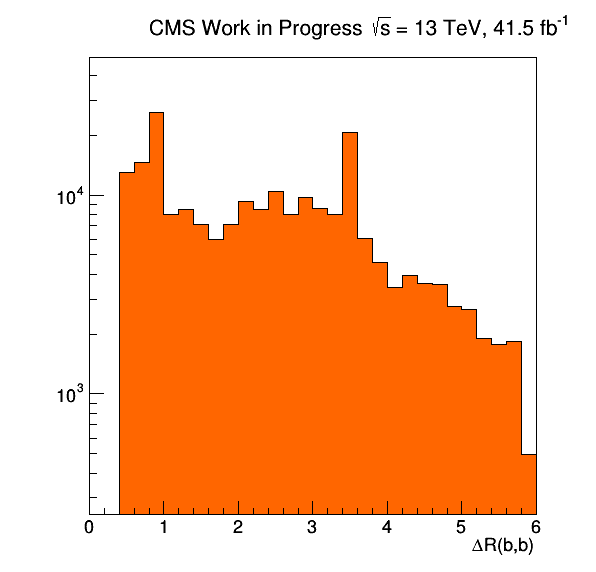 CMS Work in Progress √s = 13 TeV, 41.5 fb⁻¹
10⁴
10³
0 1 2 3 4 5 6
ΔR(b,b)